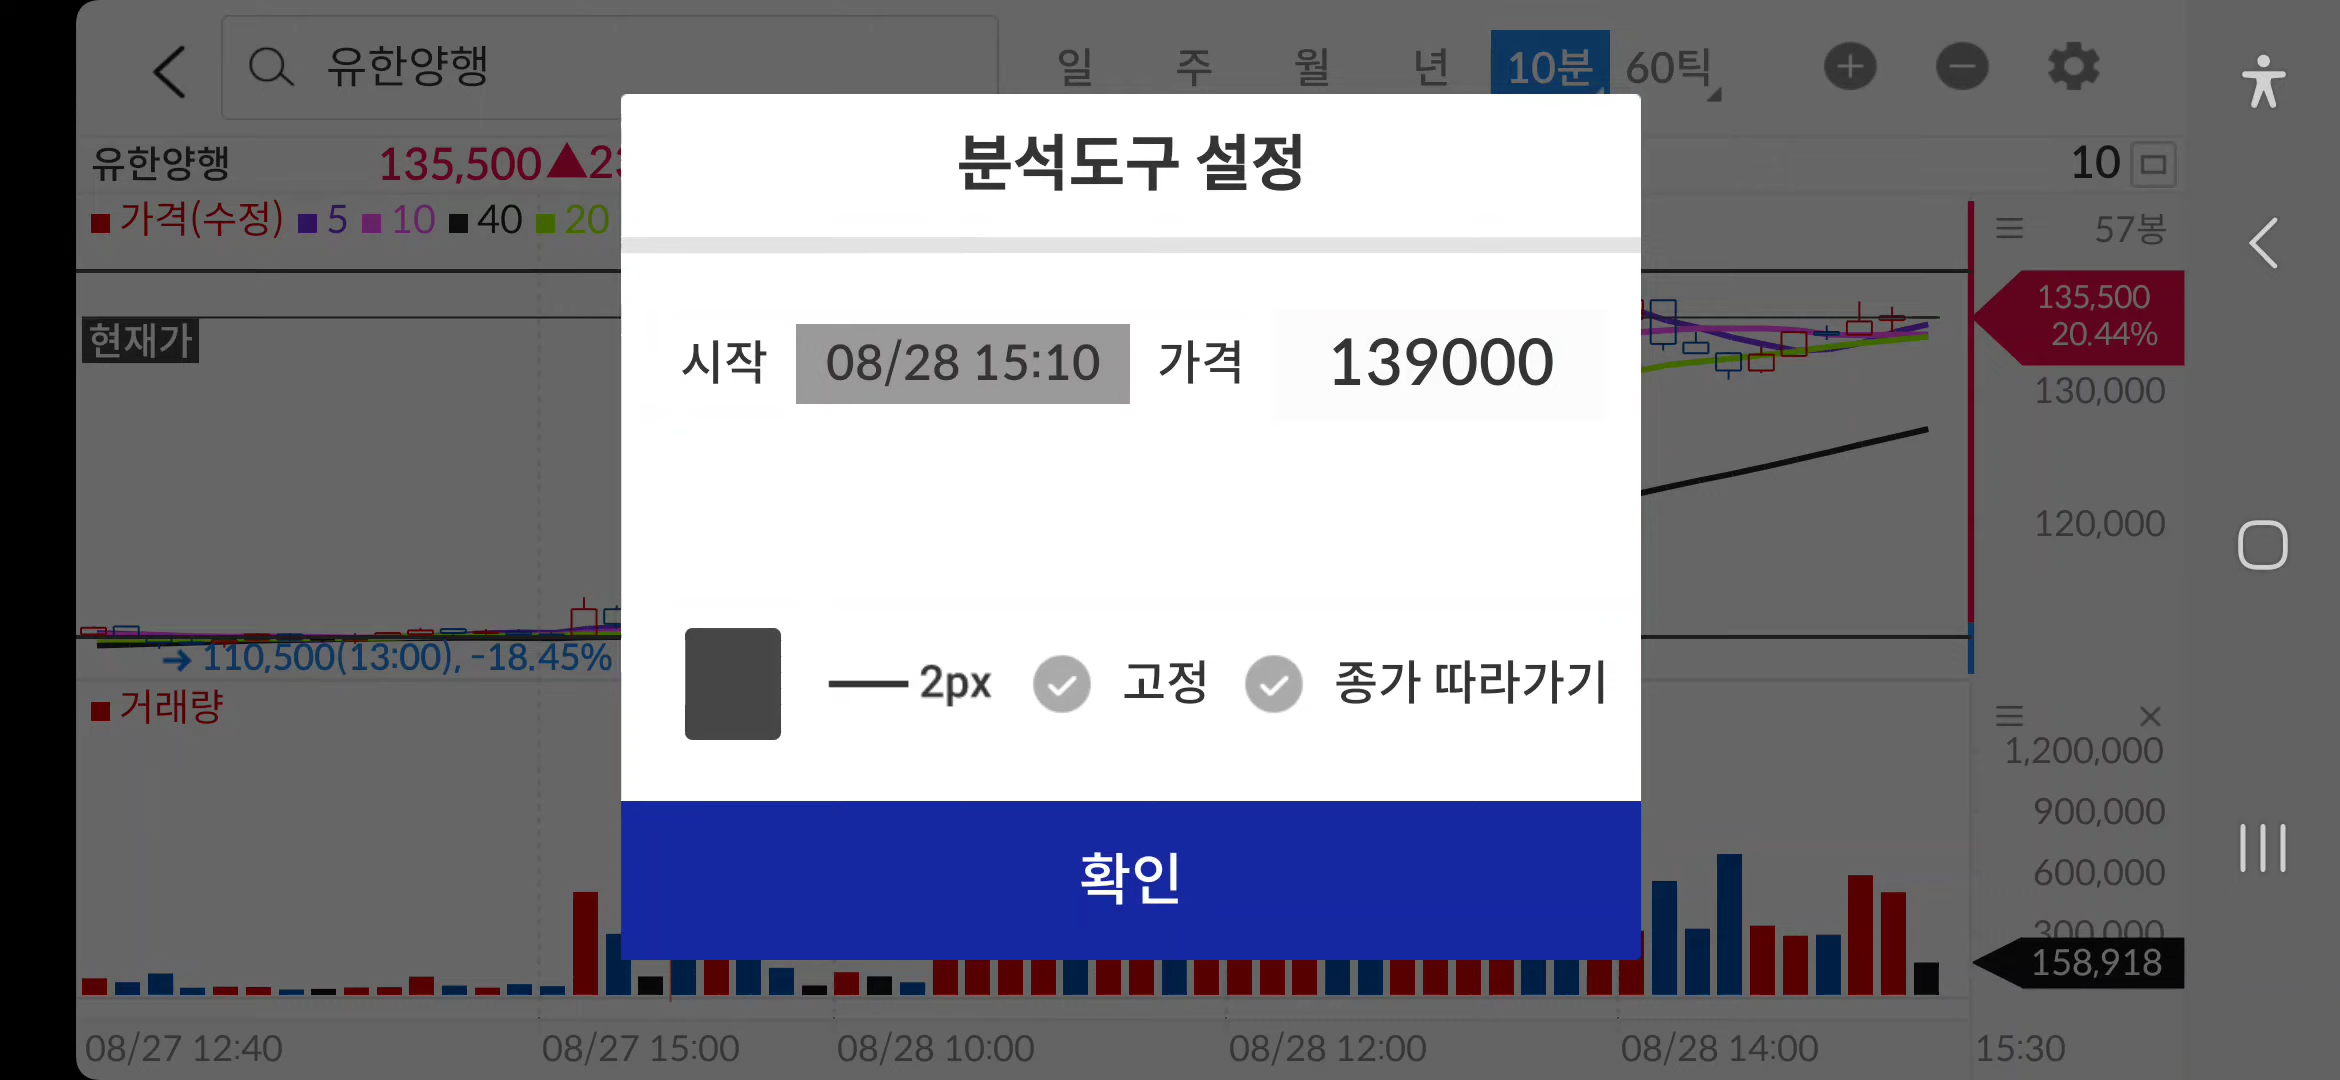 유한양행
일 주 월 년 10분 60틱
분석도구 설정
유한양행 135,500▲23
10
가격(수정) 5 10 40 20
57봉
135,500
20.44%
현재가
시작 08/28 15:10 가격 139000
130,000
120,000
→ 110,500(13:00), -18.45%
2px 고정 종가 따라가기
거래량
1,200,000
900,000
확인
600,000
300,000
158,918
08/27 12:40 08/27 15:00 08/28 10:00 08/28 12:00 08/28 14:00 15:30